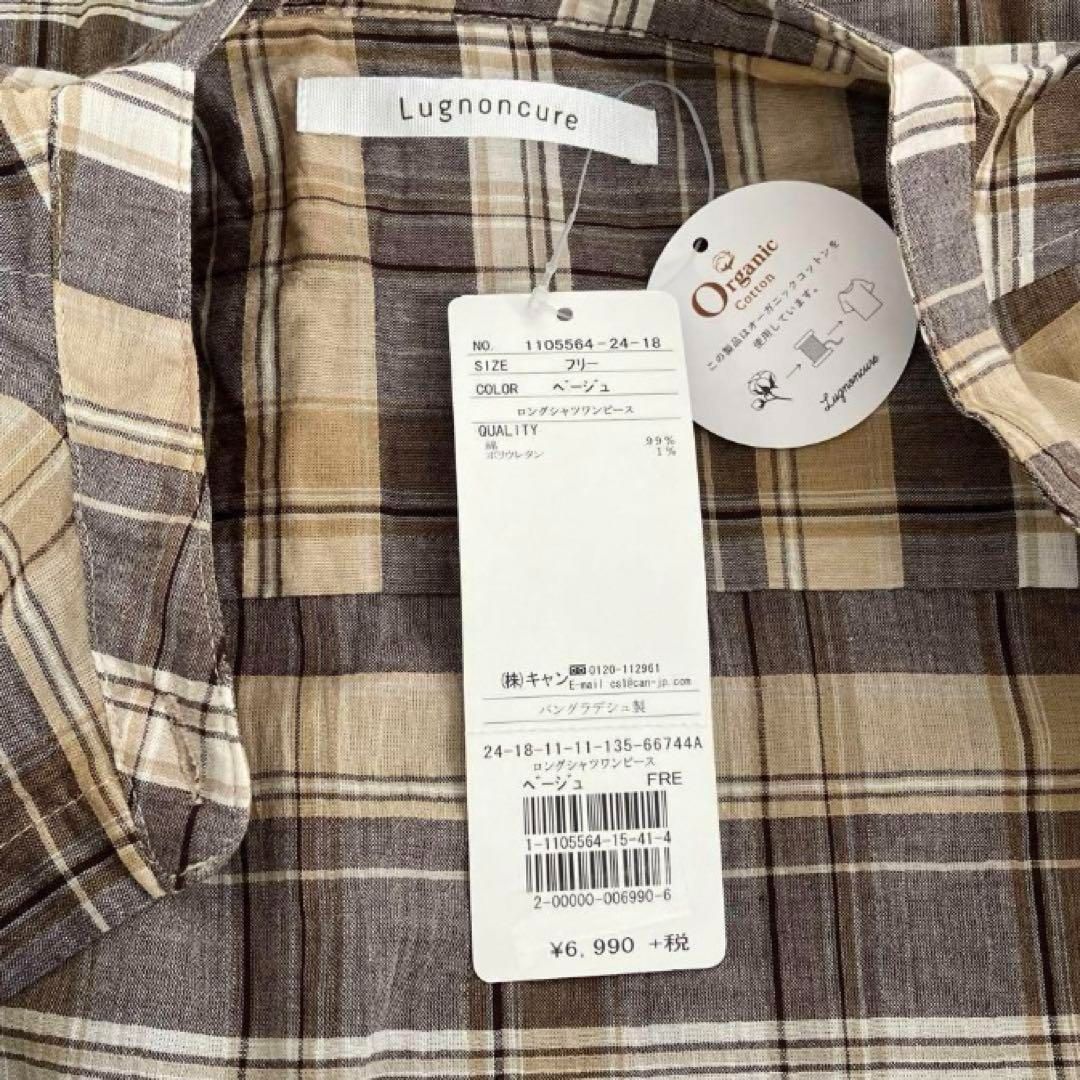 Lugnoncure
Organic
Cotton
この製品はオーガニックコットンを
使用しています。
Lugnoncure
NO. 1105564-24-18
SIZE フリー
COLOR ベージュ
ロングシャツワンピース
QUALITY
綿 99%
ポリウレタン 1%
(株)キャン 0120-112961
E-mail cs1@can-jp.com
バングラデシュ製
24-18-11-11-135-66744A
ロングシャツワンピース
ベージュ FRE
1-1105564-15-41-4
2-00000-006990-6
¥6,990 +税